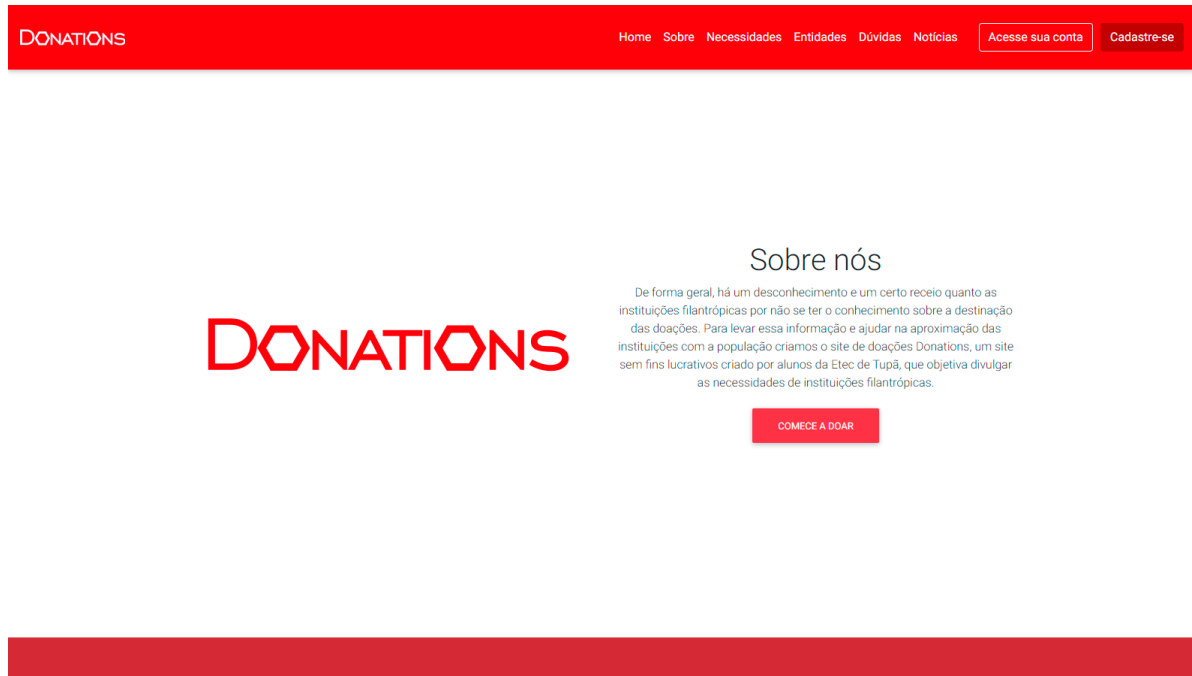 DONATIONS
Home Sobre Necessidades Entidades Dúvidas Notícias Acesse sua conta Cadastre-se
DONATIONS
Sobre nós
De forma geral, há um desconhecimento e um certo receio quanto as
instituições filantrópicas por não se ter o conhecimento sobre a destinação
das doações. Para levar essa informação e ajudar na aproximação das
instituições com a população criamos o site de doações Donations, um site
sem fins lucrativos criado por alunos da Etec de Tupã, que objetiva divulgar
as necessidades de instituições filantrópicas.
COMECE A DOAR